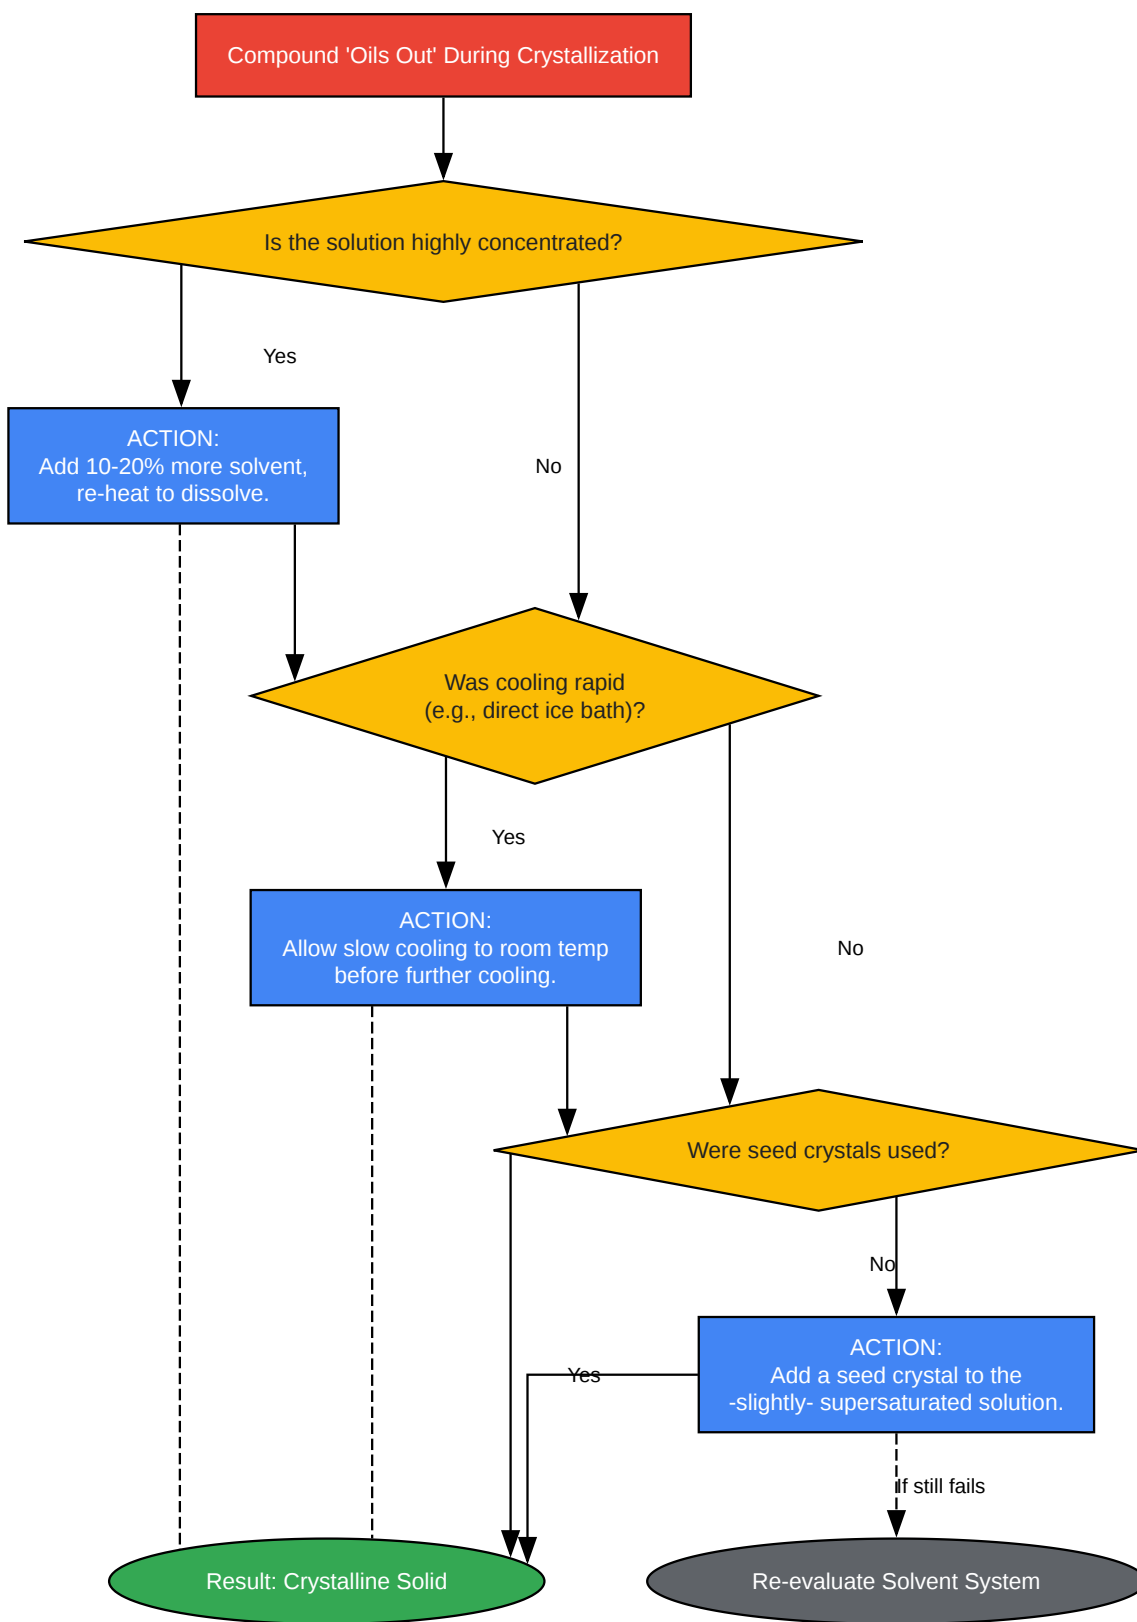 Compound 'Oils Out' During Crystallization
Is the solution highly concentrated?
Yes
ACTION:
Add 10-20% more solvent,
re-heat to dissolve.
No
Was cooling rapid
(e.g., direct ice bath)?
Yes
ACTION:
Allow slow cooling to room temp
before further cooling.
No
Were seed crystals used?
No
ACTION:
Add a seed crystal to the
-slightly- supersaturated solution.
Yes
If still fails
Result: Crystalline Solid
Re-evaluate Solvent System